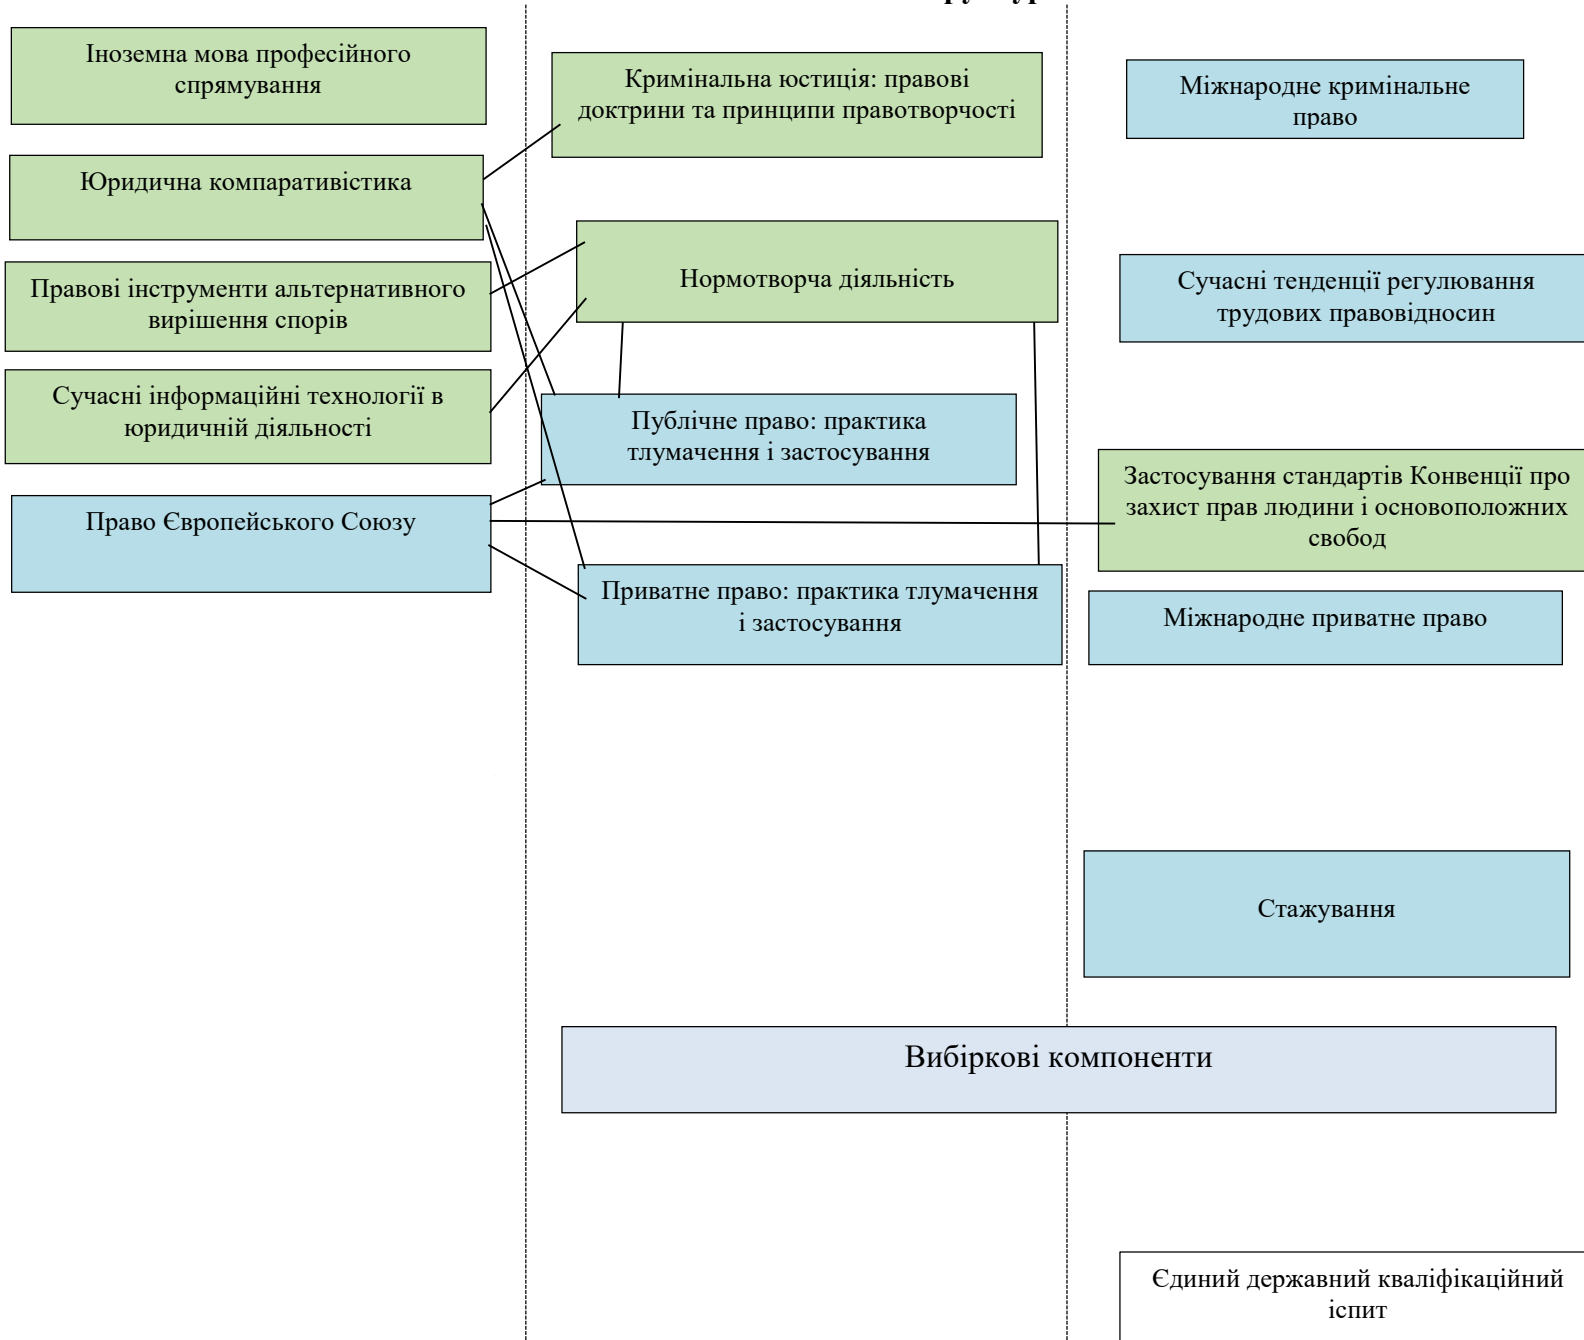 Іноземна мова професійного
спрямування
Юридична компаративістика
Правові інструменти альтернативного
вирішення спорів
Сучасні інформаційні технології в
юридичній діяльності
Право Європейського Союзу
Кримінальна юстиція: правові
доктрини та принципи правотворчості
Нормотворча діяльність
Публічне право: практика
тлумачення і застосування
Приватне право: практика тлумачення
і застосування
Міжнародне кримінальне
право
Сучасні тенденції регулювання
трудових правовідносин
Застосування стандартів Конвенції про
захист прав людини і основоположних
свобод
Міжнародне приватне право
Стажування
Вибіркові компоненти
Єдиний державний кваліфікаційний
іспит